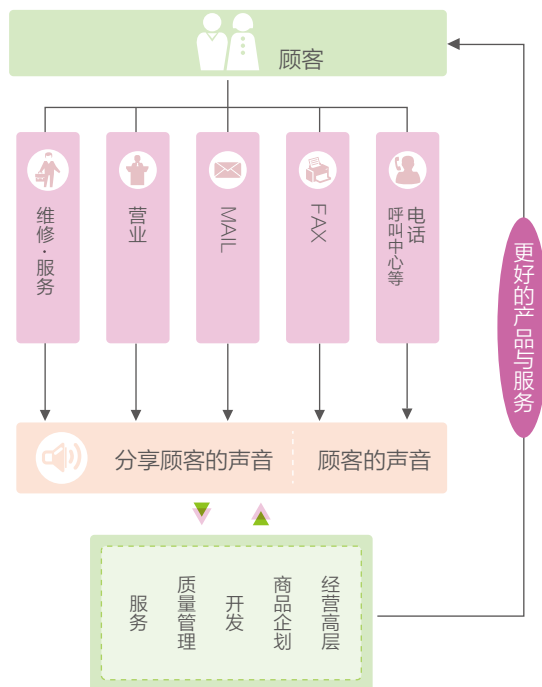 顾客
维修·服务
营业
MAIL
FAX
电话
呼叫中心等
更好的产品与服务
分享顾客的声音
顾客的声音
服务
质量管理
开发
商品企划
经营高层